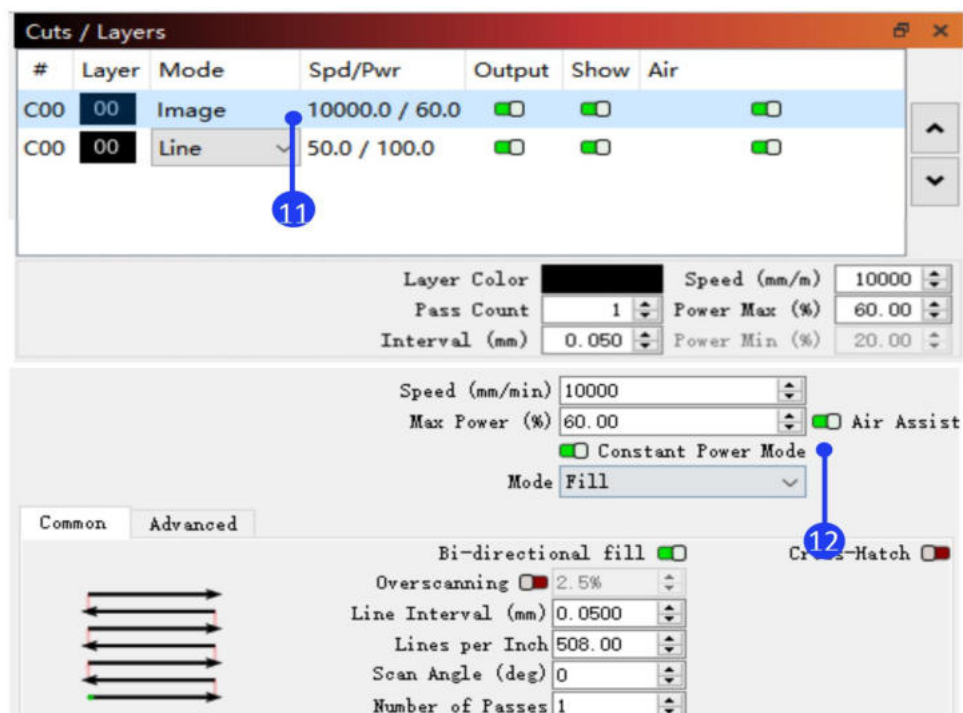 Cuts / Layers
# Layer Mode Spd/Pwr Output Show Air
C00 00 Image 10000.0 / 60.0
C00 00 Line 50.0 / 100.0
11
Layer Color Speed (mm/m) 10000
Pass Count 1 Power Max (%) 60.00
Interval (mm) 0.050 Power Min (%) 20.00
Speed (mm/min) 10000
Max Power (%) 60.00 Air Assist
Constant Power Mode
Mode Fill
12
Common Advanced
Bi-directional fill Hatch
Overscanning 2.5%
Line Interval (mm) 0.0500
Lines per Inch 508.00
Scan Angle (deg) 0
Number of Passes 1